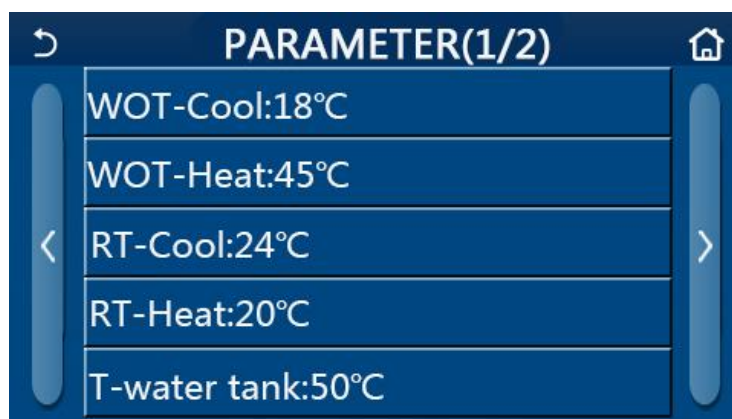 PARAMETER(1/2)
WOT-Cool:18℃
WOT-Heat:45℃
RT-Cool:24℃
RT-Heat:20℃
T-water tank:50℃